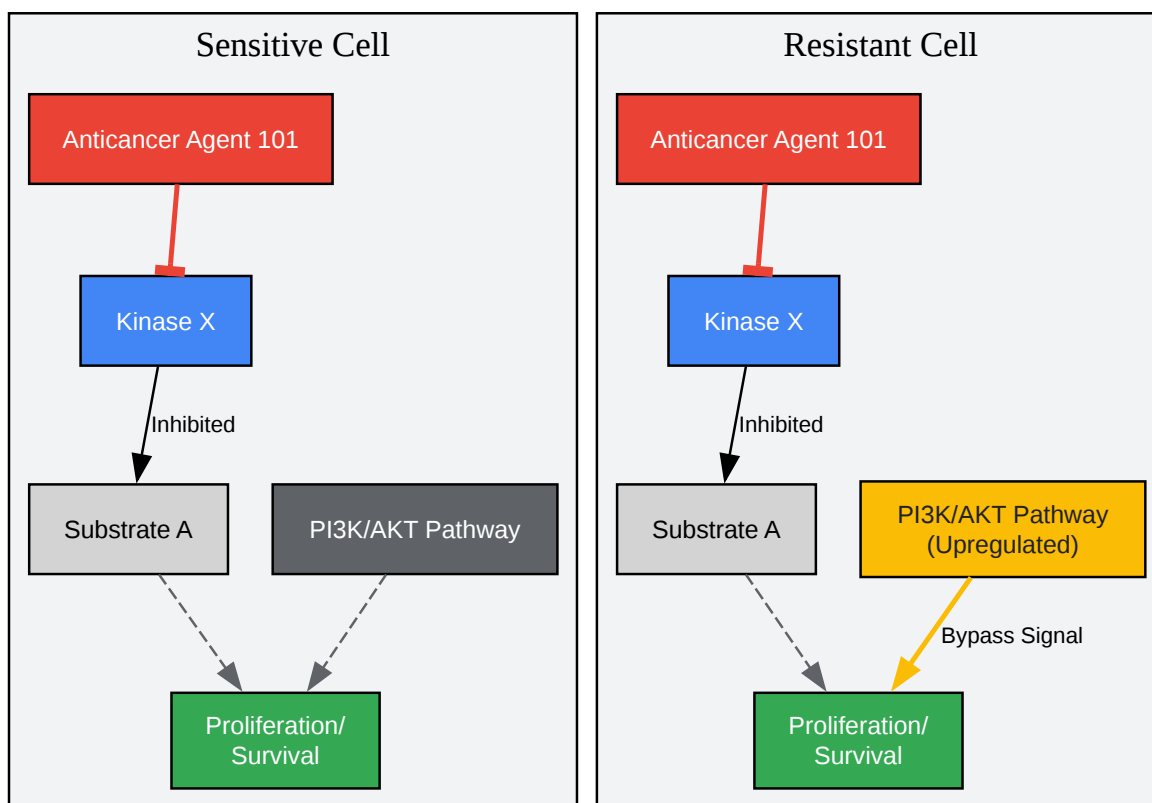 Sensitive Cell
Anticancer Agent 101
Kinase X
Inhibited
Substrate A
PI3K/AKT Pathway
Proliferation/
Survival
Resistant Cell
Anticancer Agent 101
Kinase X
Inhibited
Substrate A
PI3K/AKT Pathway
(Upregulated)
Bypass Signal
Proliferation/
Survival